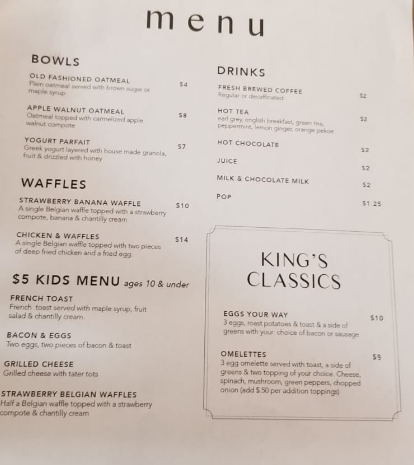 menu
BOWLS
OLD FASHIONED OATMEAL $4
Plain oatmeal served with brown sugar or
maple syrup
APPLE WALNUT OATMEAL $8
Oatmeal topped with carmelized apple
walnut compote
YOGURT PARFAIT $7
Greek yogurt layered with house made granola,
fruit & drizzled with honey
WAFFLES
STRAWBERRY BANANA WAFFLE $10
A single Belgian waffle topped with a strawberry
compote, banana & chantilly cream
CHICKEN & WAFFLES $14
A single Belgian waffle topped with two pieces
of deep fried chicken and a fried egg
$5 KIDS MENU ages 10 & under
FRENCH TOAST
French toast served with maple syrup, fruit
salad & chantilly cream
BACON & EGGS
Two eggs, two pieces of bacon & toast
GRILLED CHEESE
Grilled cheese with tater tots
STRAWBERRY BELGIAN WAFFLES
Half a Belgian waffle topped with a strawberry
compote & chantilly cream
DRINKS
FRESH BREWED COFFEE $2
Regular or decaffinated
HOT TEA $2
earl grey, english breakfast, green tea,
peppermint, lemon ginger, orange pekoe
HOT CHOCOLATE $2
JUICE $2
MILK & CHOCOLATE MILK $2
POP $1.25
KING'S
CLASSICS
EGGS YOUR WAY $10
3 eggs, roast potatoes & toast & a side of
greens with your choice of bacon or sausage
OMELETTES $9
3 egg omelette served with toast, a side of
greens & two topping of your choice. Cheese,
spinach, mushroom, green peppers, chopped
onion (add $.50 per addition toppings)